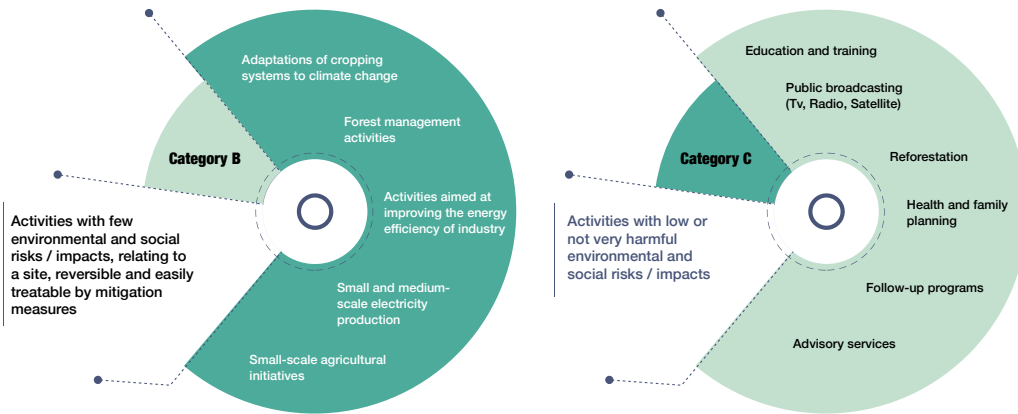 Adaptations of cropping
systems to climate change
Forest management
activities
Category B
Activities aimed at
improving the energy
efficiency of industry
Activities with few
environmental and social
risks / impacts, relating to
a site, reversible and easily
treatable by mitigation
measures
Small and medium-
scale electricity
production
Small-scale agricultural
initiatives
Education and training
Public broadcasting
(Tv, Radio, Satellite)
Category C
Reforestation
Health and family
planning
Activities with low or
not very harmful
environmental and
social risks / impacts
Follow-up programs
Advisory services